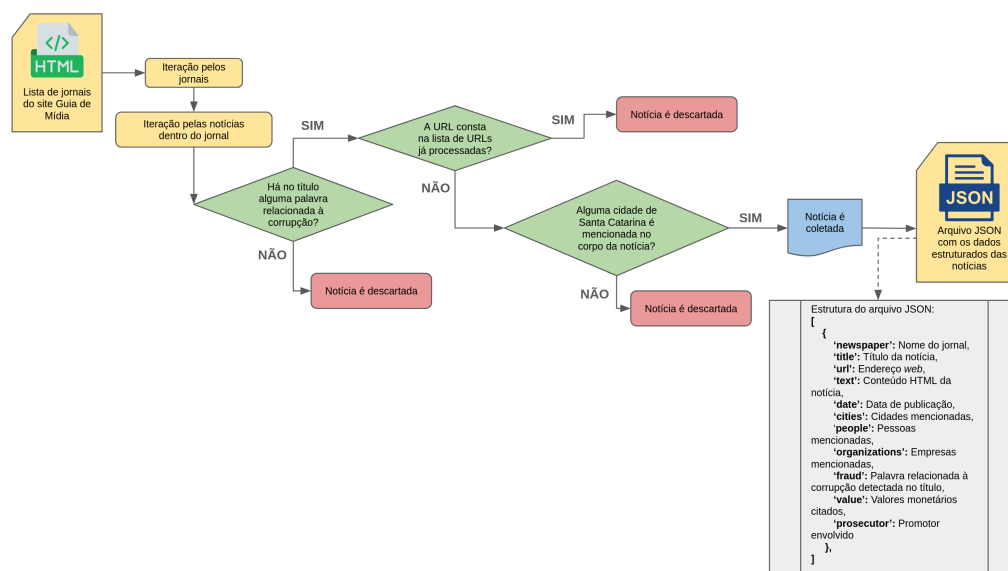 </>
HTML
Lista de jornais
do site Guia de
Mídia
Iteração pelos
jornais
Iteração pelas notícias
dentro do jornal
Há no título
alguma palavra
relacionada à
corrupção?
SIM
NÃO
Notícia é descartada
A URL consta
na lista de URLs
já processadas?
SIM
Notícia é descartada
NÃO
Alguma cidade de
Santa Catarina é
mencionada no
corpo da notícia?
NÃO
Notícia é descartada
SIM
Notícia é
coletada
JSON
Arquivo JSON
com os dados
estruturados das
notícias
Estrutura do arquivo JSON:
[
{
‘newspaper’: Nome do jornal,
‘title’: Título da notícia,
‘url’: Endereço web,
‘text’: Conteúdo HTML da
notícia,
‘date’: Data de publicação,
‘cities’: Cidades mencionadas,
‘people’: Pessoas
mencionadas,
‘organizations’: Empresas
mencionadas,
‘fraud’: Palavra relacionada à
corrupção detectada no título,
‘value’: Valores monetários
citados,
‘prosecutor’: Promotor
envolvido
},
]